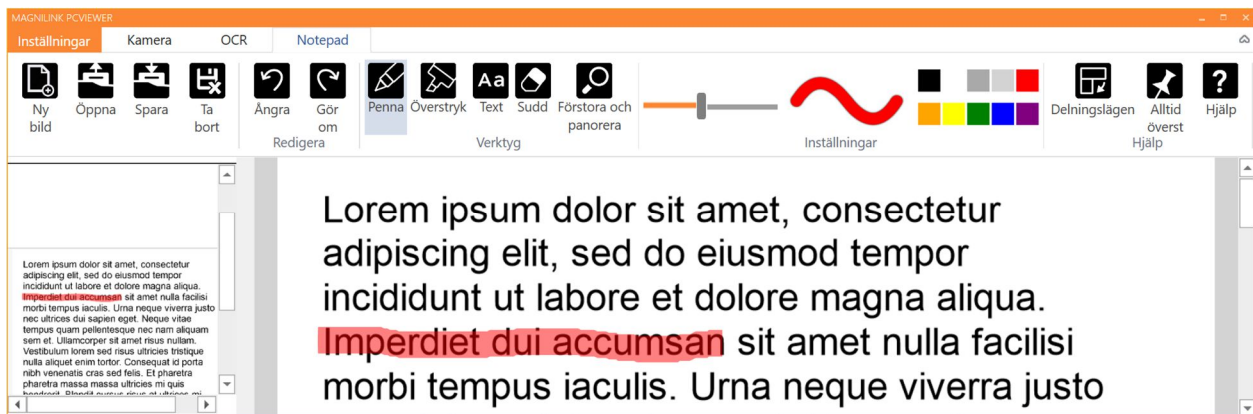 MAGNILINK PCVIEWER
Inställningar Kamera OCR Notepad
Ny bild
Öppna
Spara
Ta bort
Ångra
Gör om
Redigera
Penna
Överstryk
Text
Sudd
Förstora och panorera
Verktyg
Inställningar
Delningslägen
Alltid överst
Hjälp
Hjälp
Aa
?
Lorem ipsum dolor sit amet, consectetur
adipiscing elit, sed do eiusmod tempor
incididunt ut labore et dolore magna aliqua.
Imperdiet dui accumsan sit amet nulla facilisi
morbi tempus iaculis. Urna neque viverra justo
nec ultrices dui sapien eget. Neque vitae
tempus quam pellentesque nec nam aliquam
sem et. Ullamcorper sit amet risus nullam.
Vestibulum lorem sed risus ultricies tristique
nulla aliquet enim tortor. Consequat id porta
nibh venenatis cras sed felis. Et pharetra
pharetra massa massa ultricies mi quis
Lorem ipsum dolor sit amet, consectetur
adipiscing elit, sed do eiusmod tempor
incididunt ut labore et dolore magna aliqua.
Imperdiet dui accumsan sit amet nulla facilisi
morbi tempus iaculis. Urna neque viverra justo